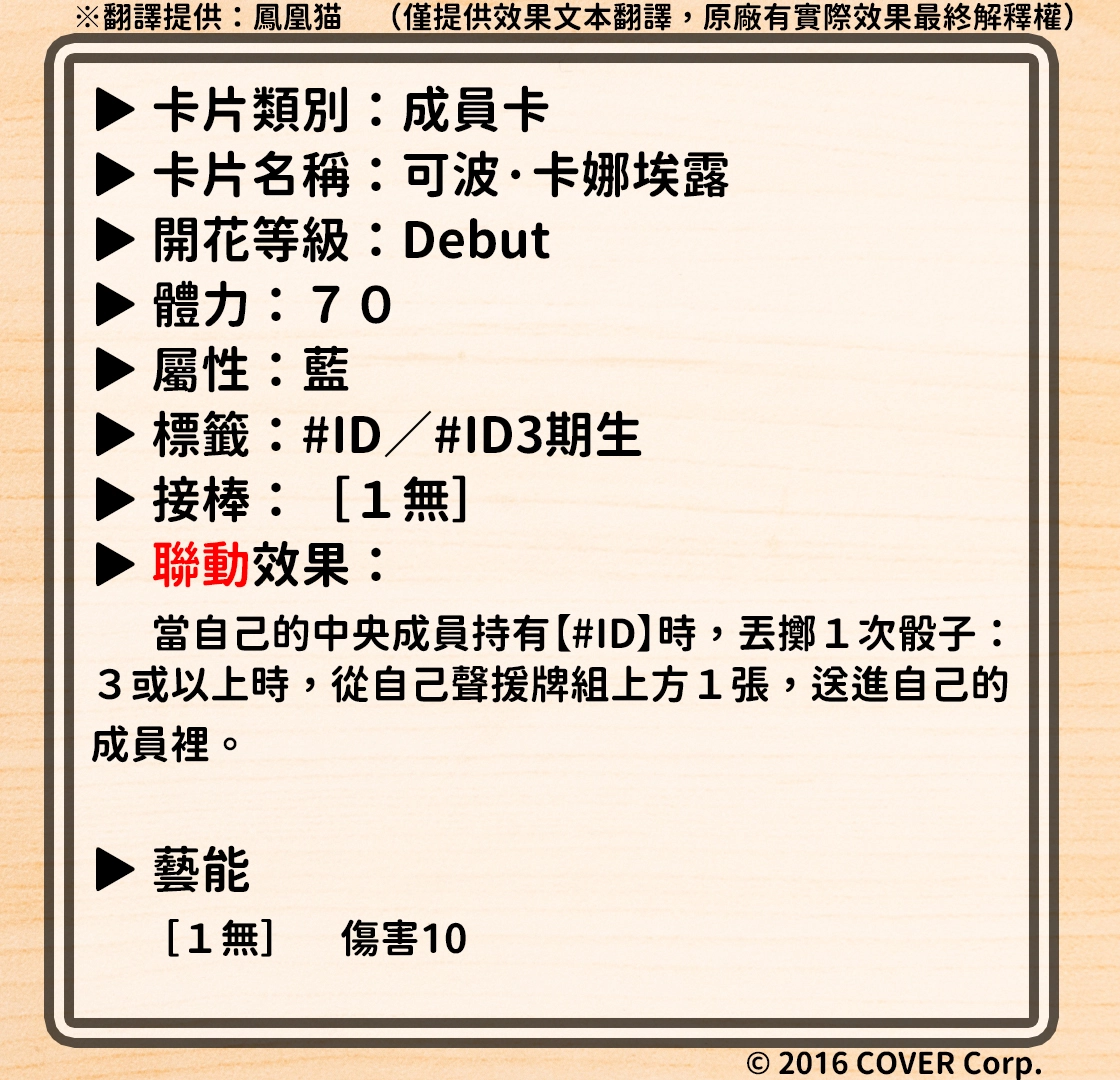 ※翻譯提供：鳳凰猫　（僅提供效果文本翻譯，原廠有實際效果最終解釋權）
▶ 卡片類別：成員卡
▶ 卡片名稱：可波·卡娜埃露
▶ 開花等級：Debut
▶ 體力：７０
▶ 屬性：藍
▶ 標籤：#ID／#ID3期生
▶ 接棒：［１無］
▶ 聯動效果：
當自己的中央成員持有【#ID】時，丟擲１次骰子：
３或以上時，從自己聲援牌組上方１張，送進自己的
成員裡。
▶ 藝能
［１無］　傷害10
© 2016 COVER Corp.